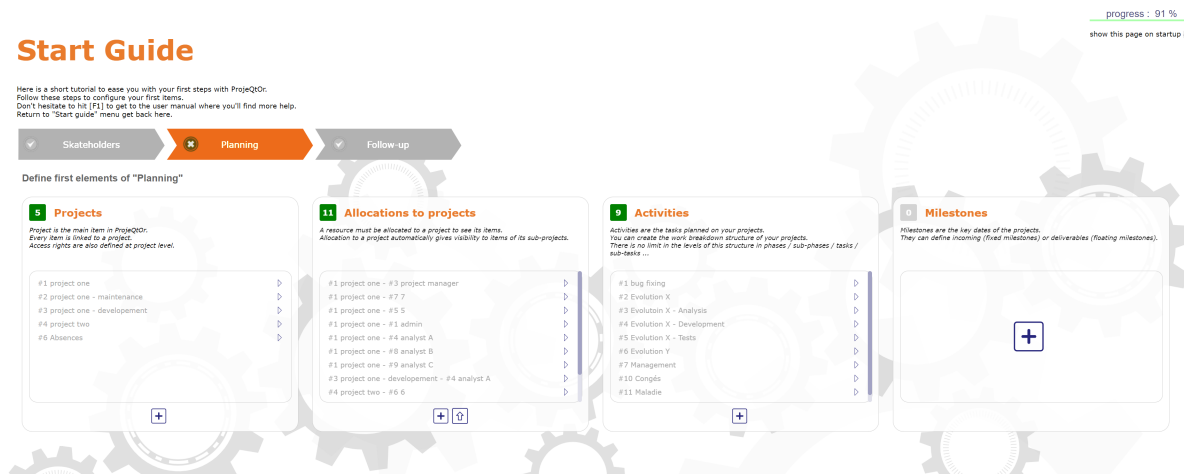 progress : 91 %
show this page on startup
Start Guide
Here is a short tutorial to ease you with your first steps with ProjeQtOr.
Follow these steps to configure your first items.
Don't hesitate to hit [F1] to get to the user manual where you'll find more help.
Return to "Start guide" menu get back here.
Skateholders
Planning
Follow-up
Define first elements of "Planning"
5 Projects
Project is the main item in ProjeQtOr.
Every item is linked to a project.
Access rights are also defined at project level.
#1 project one
#2 project one - maintenance
#3 project one - developement
#4 project two
#6 Absences
11 Allocations to projects
A resource must be allocated to a project to see its items.
Allocation to a project automatically gives visibility to items of its sub-projects.
#1 project one - #3 project manager
#1 project one - #7 7
#1 project one - #5 5
#1 project one - #1 admin
#1 project one - #4 analyst A
#1 project one - #8 analyst B
#1 project one - #9 analyst C
#3 project one - developement - #4 analyst A
#4 project two - #6 6
9 Activities
Activities are the tasks planned on your projects.
You can create the work breakdown structure of your projects.
There is no limit in the levels of this structure in phases / sub-phases / tasks /
sub-tasks ...
#1 bug fixing
#2 Evolution X
#3 Evolutoin X - Analysis
#4 Evolution X - Development
#5 Evolution X - Tests
#6 Evolution Y
#7 Management
#10 Congés
#11 Maladie
0 Milestones
Milestones are the key dates of the projects.
They can define incoming (fixed milestones) or deliverables (floating milestones).